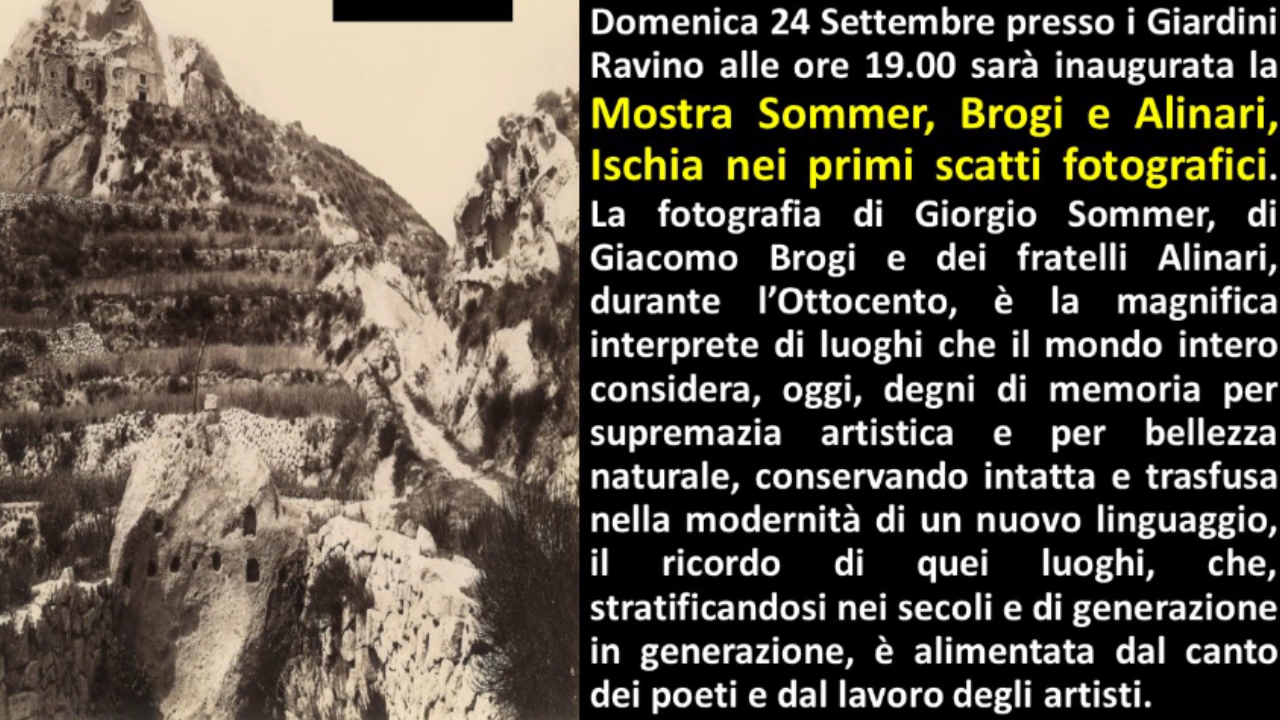 Domenica 24 Settembre presso i Giardini
Ravino alle ore 19.00 sarà inaugurata la
Mostra Sommer, Brogi e Alinari,
Ischia nei primi scatti fotografici.
La fotografia di Giorgio Sommer, di
Giacomo Brogi e dei fratelli Alinari,
durante l’Ottocento, è la magnifica
interprete di luoghi che il mondo intero
considera, oggi, degni di memoria per
supremazia artistica e per bellezza
naturale, conservando intatta e trasfusa
nella modernità di un nuovo linguaggio,
il ricordo di quei luoghi, che,
stratificandosi nei secoli e di generazione
in generazione, è alimentata dal canto
dei poeti e dal lavoro degli artisti.